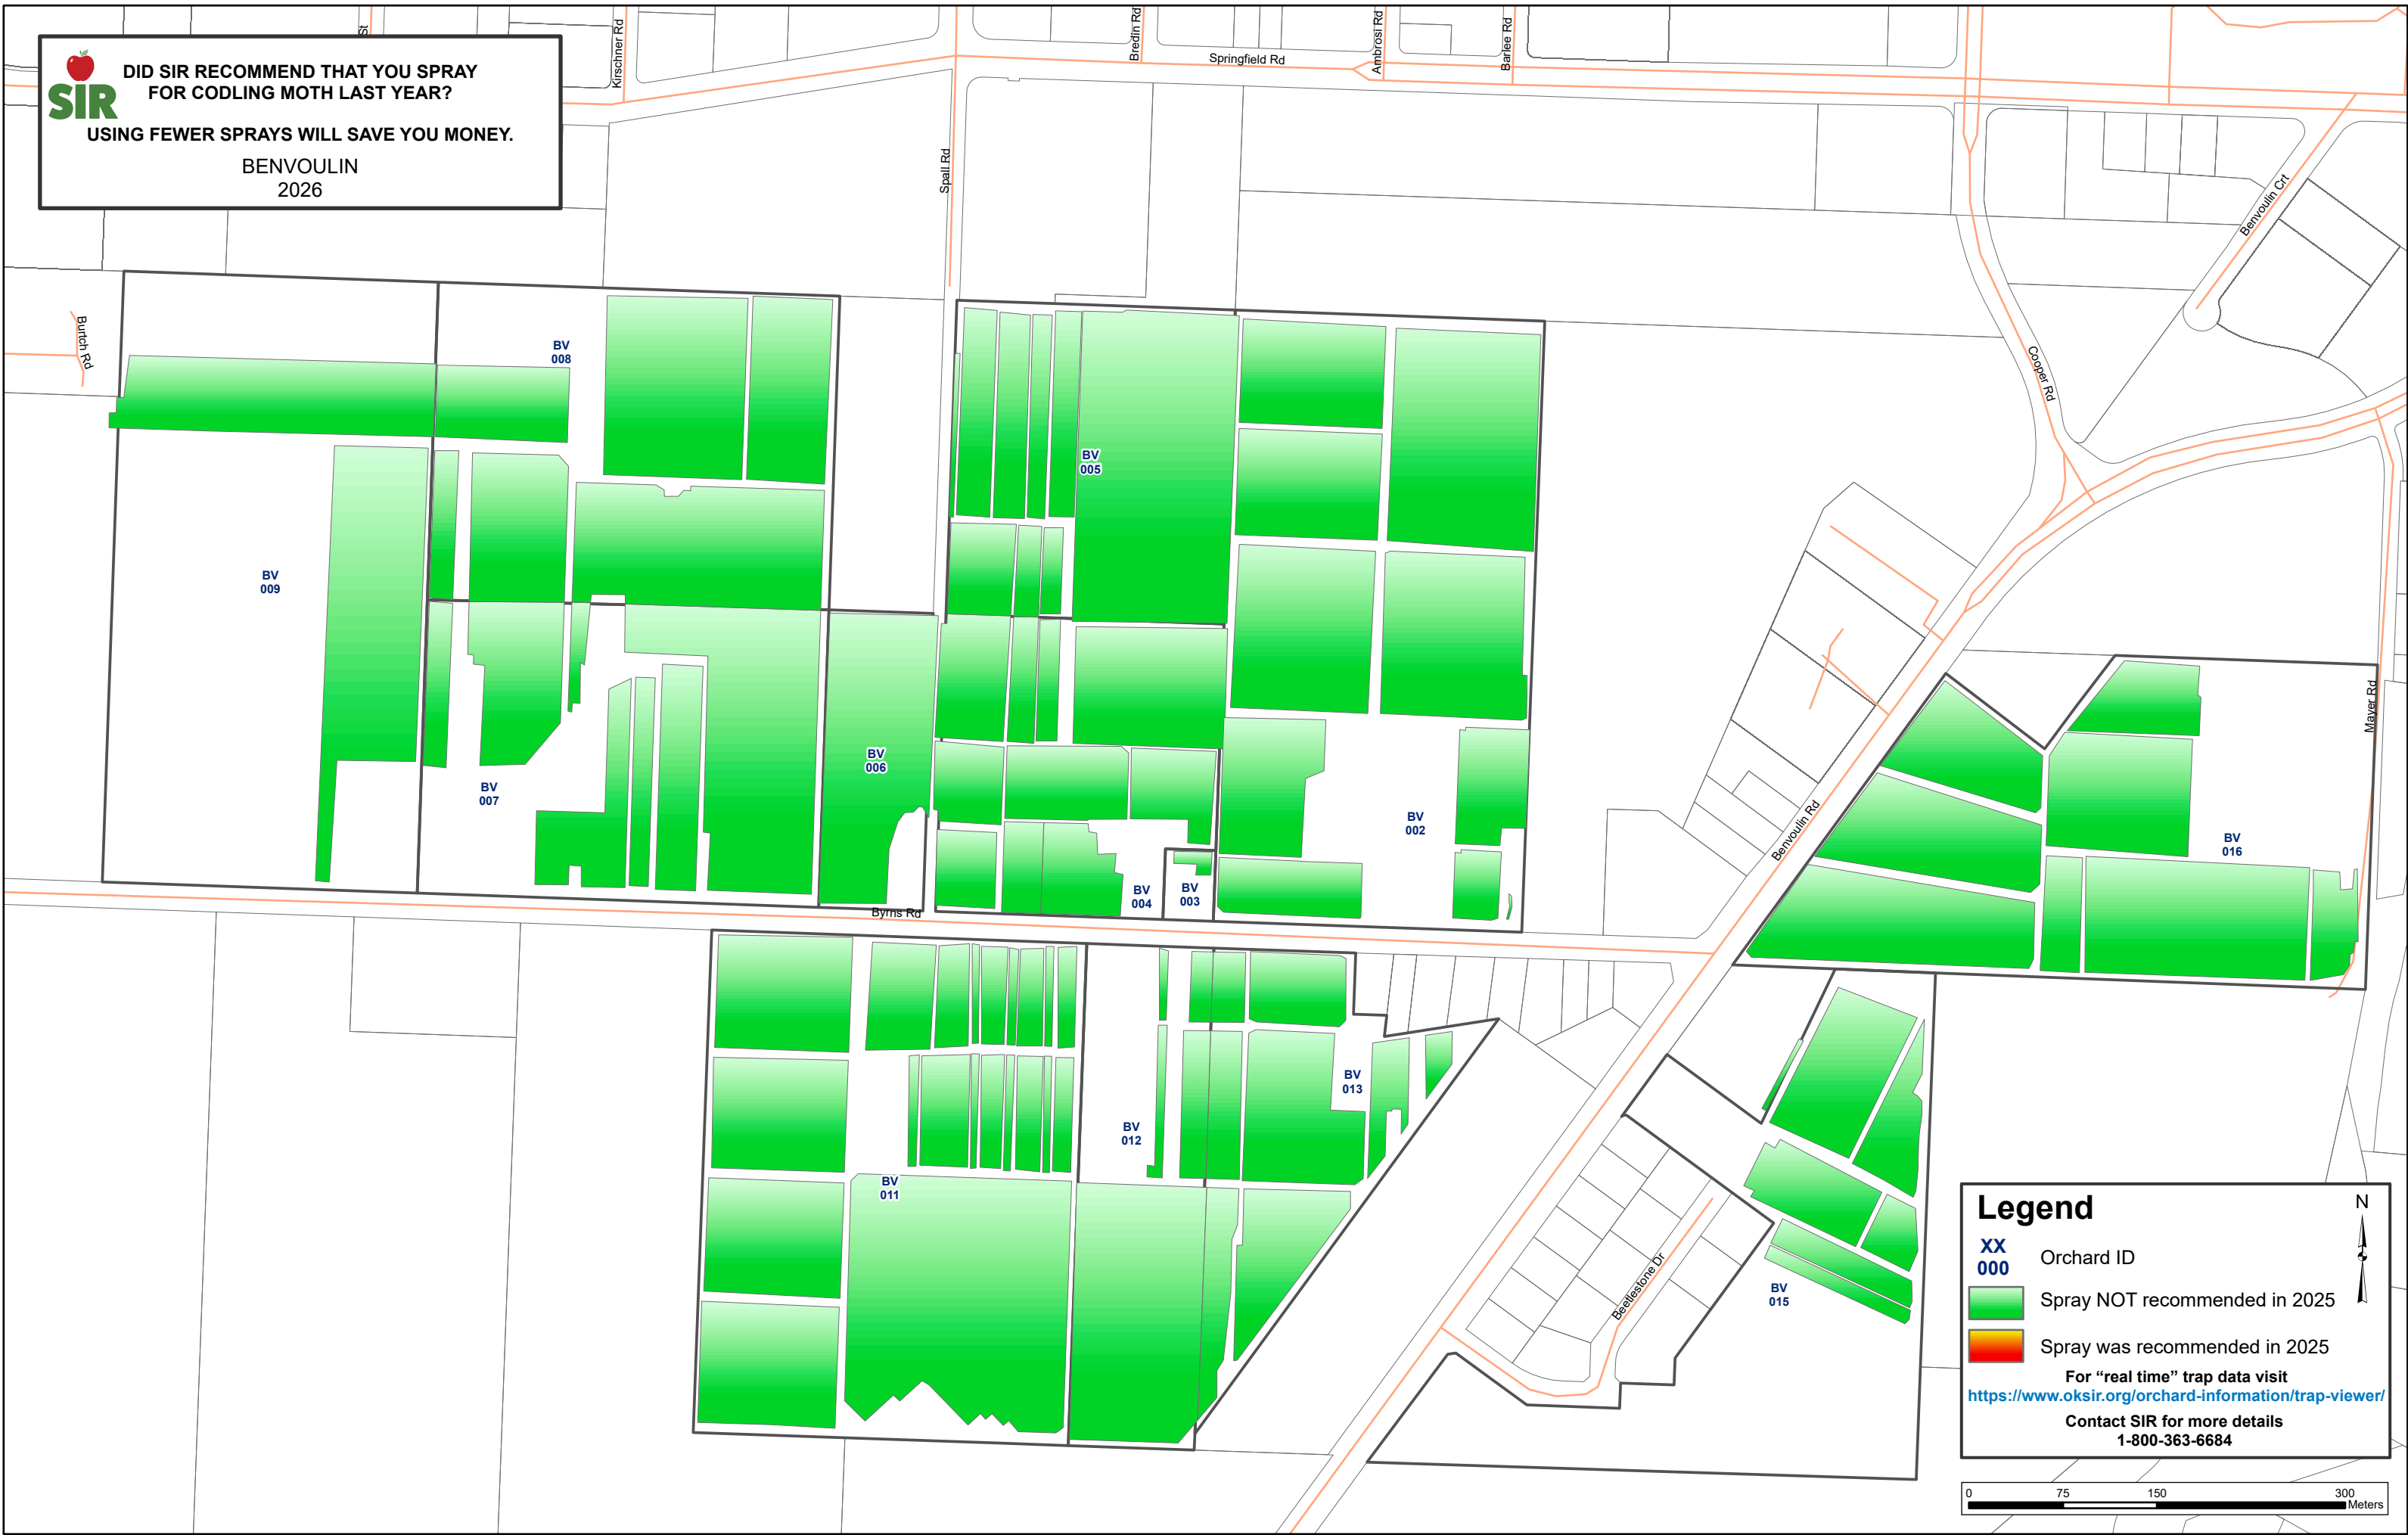 SIR
DID SIR RECOMMEND THAT YOU SPRAY
FOR CODLING MOTH LAST YEAR?
USING FEWER SPRAYS WILL SAVE YOU MONEY.
BENVOULIN
2026
St
Kirschner Rd
Bredin Rd
Springfield Rd
Ambrosi Rd
Barlee Rd
Spall Rd
Benvoulin Crt
Burtch Rd
Cooper Rd
BV
008
BV
005
BV
009
BV
006
BV
007
BV
002
BV
004
BV
003
Mayer Rd
BV
016
Benvoulin Rd
Byrns Rd
BV
013
BV
012
BV
011
Beetlestone Dr
BV
015
Legend
N
XX
000
Orchard ID
Spray NOT recommended in 2025
Spray was recommended in 2025
For “real time” trap data visit
https://www.oksir.org/orchard-information/trap-viewer/
Contact SIR for more details
1-800-363-6684
0 75 150 300
Meters